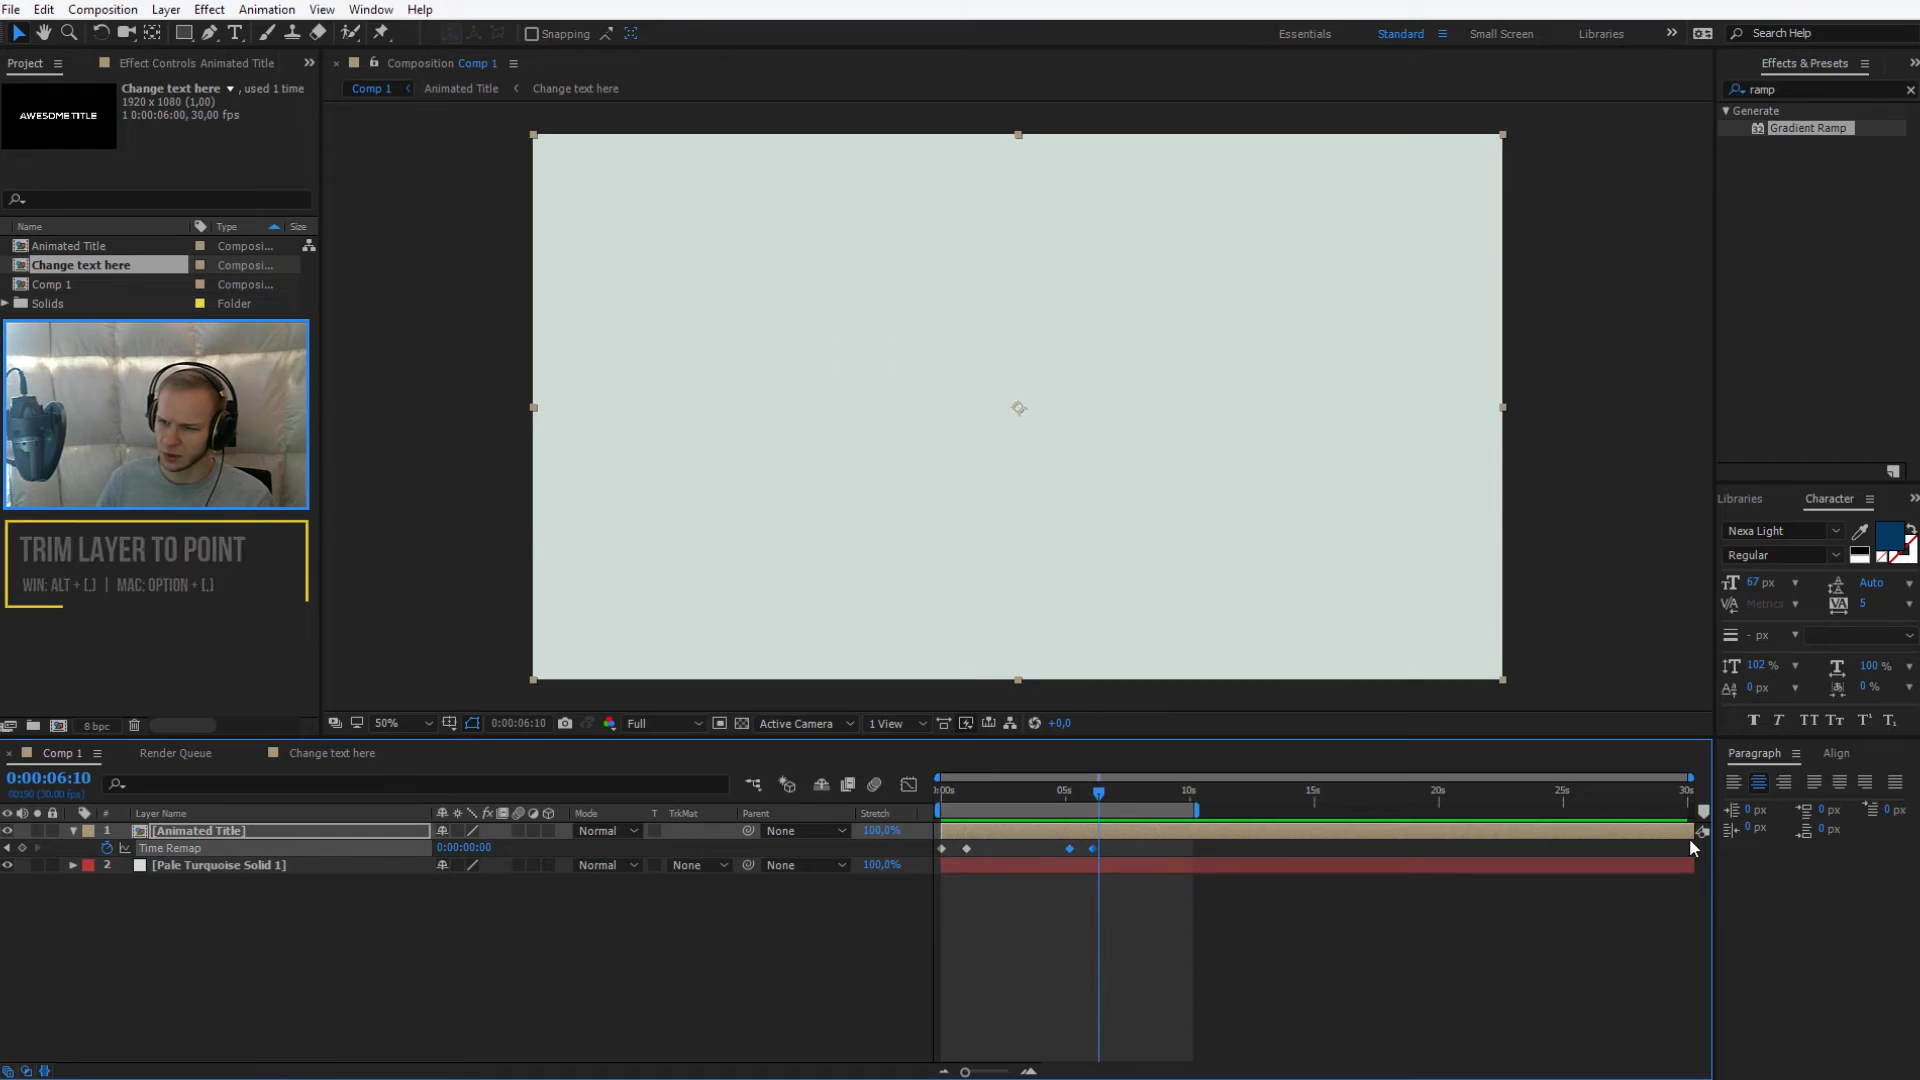 File Edit Composition Layer Effect Animation View Window Help
Snapping Essentials Standard Small Screen Libraries Search Help
Project Effect Controls Animated Title Composition Comp 1 Effects & Presets
Change text here , used 1 time
1920 x 1080 (1,00)
1 0:00:06:00, 30,00 fps
AWESOME TITLE
Comp 1 Animated Title Change text here
ramp
Generate
32 Gradient Ramp
Name Type Size
Animated Title Composi...
Change text here Composi...
Comp 1 Composi...
Solids Folder
TRIM LAYER TO POINT
WIN: ALT + [.] | MAC: OPTION + [.]
8 bpc
50% 0:00:06:10 Full Active Camera 1 View +0,0
Libraries Character
Nexa Light
Regular
67 px Auto
Metrics 5
- px
102 % 100 %
0 px 0 %
T T TT TT T¹ T₁
Comp 1 Render Queue Change text here
0:00:06:10
00190 (30.00 fps)
# Layer Name Mode T TrkMat Parent Stretch
:00s 05s 10s 15s 20s 25s 30s
1 [Animated Title] Normal None 100,0%
Time Remap 0:00:00:00
2 [Pale Turquoise Solid 1] Normal None None 100,0%
Paragraph Align
0 px 0 px 0 px
0 px 0 px